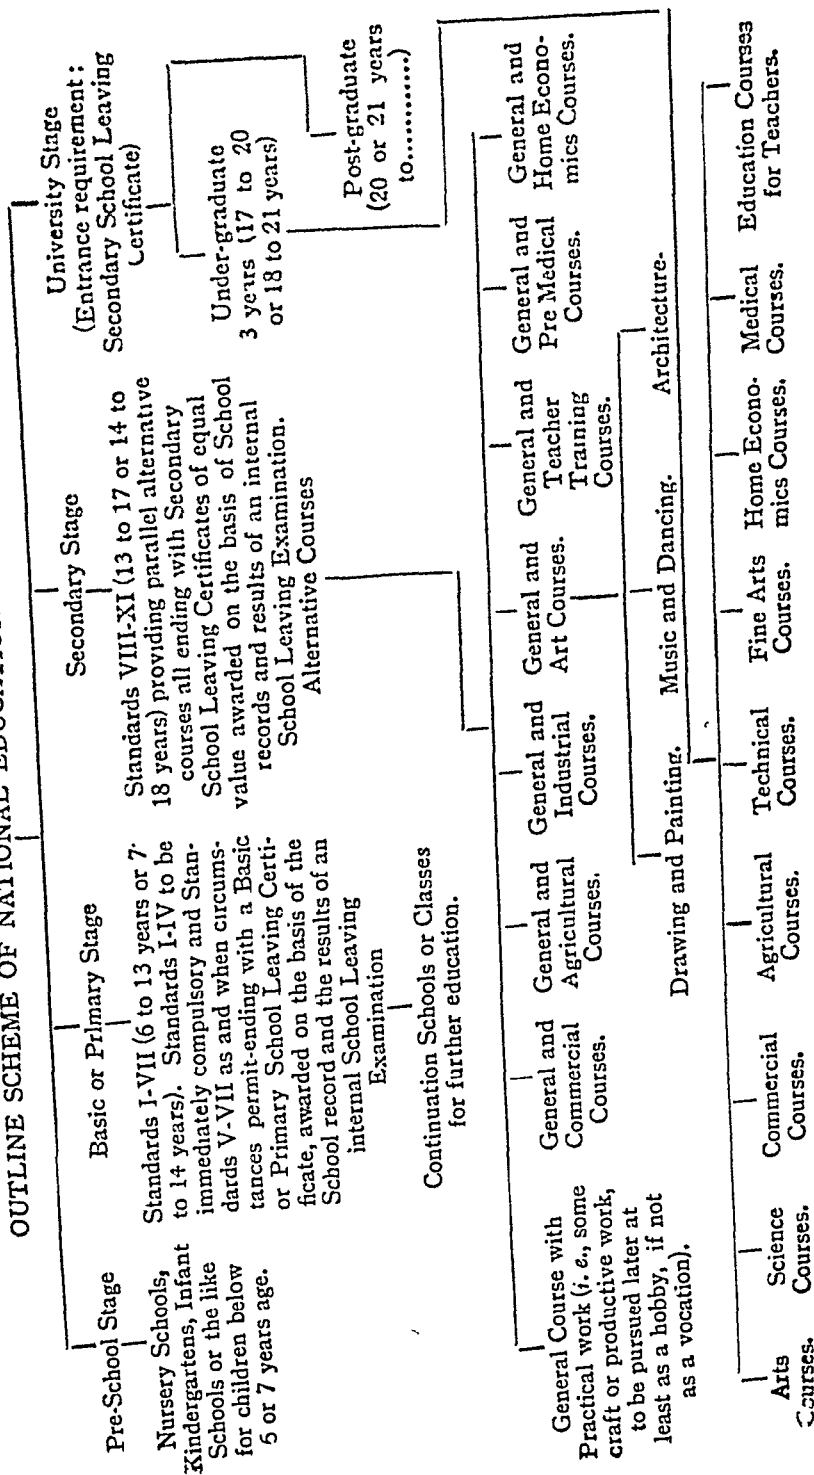 OUTLINE SCHEME OF NATIONAL EDUCATION
Pre-School Stage
Nursery Schools,
Kindergartens, Infant
Schools or the like
for children below
5 or 7 years age.
Basic or Primary Stage
Standards I-VII (6 to 13 years or 7
to 14 years). Standards I-IV to be
immediately compulsory and Stan-
dards V-VII as and when circums-
tances permit-ending with a Basic
or Primary School Leaving Certi-
ficate, awarded on the basis of the
School record and the results of an
internal School Leaving
Examination
Continuation Schools or Classes
for further education.
Secondary Stage
Standards VIII-XI (13 to 17 or 14 to
18 years) providing parallel alternative
courses all ending with Secondary
School Leaving Certificates of equal
value awarded on the basis of School
records and results of an internal
School Leaving Examination.
Alternative Courses
University Stage
(Entrance requirement :
Secondary School Leaving
Certificate)
Under-graduate
3 years (17 to 20
or 18 to 21 years)
Post-graduate
(20 or 21 years
to............)
General Course with
Practical work (i. e., some
craft or productive work,
to be pursued later at
least as a hobby, if not
as a vocation).
General and
Commercial
Courses.
General and
Agricultural
Courses.
General and
Industrial
Courses.
General and
Art Courses.
General and
Teacher
Training
Courses.
General and
Pre Medical
Courses.
General and
Home Econo-
mics Courses.
Drawing and Painting.
Music and Dancing.
Architecture-
Arts
Courses.
Science
Courses.
Commercial
Courses.
Agricultural
Courses.
Technical
Courses.
Fine Arts
Courses.
Home Econo-
mics Courses.
Medical
Courses.
Education Courses
for Teachers.